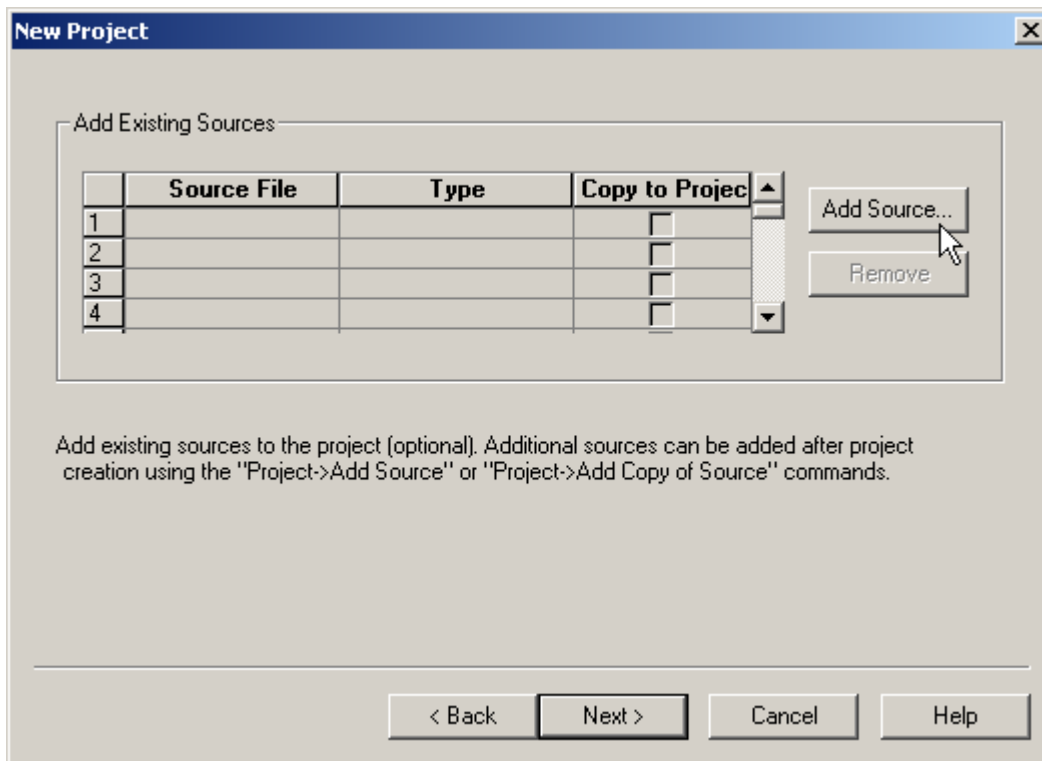 New Project
Add Existing Sources
Source File Type Copy to Projec
1
2
3
4
Add Source...
Remove
Add existing sources to the project (optional). Additional sources can be added after project
creation using the "Project->Add Source" or "Project->Add Copy of Source" commands.
< Back Next > Cancel Help